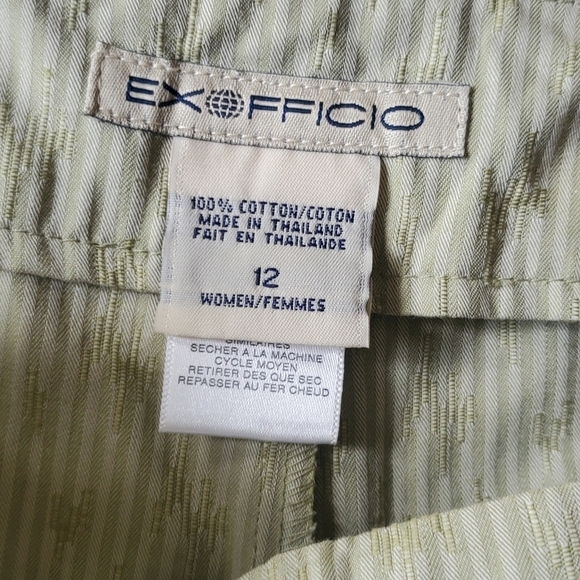 EXOFFICIO
100% COTTON/COTON
MADE IN THAILAND
FAIT EN THAILANDE
12
WOMEN/FEMMES
SIMILAIRES
SECHER A LA MACHINE
CYCLE MOYEN
RETIRER DES QUE SEC
REPASSER AU FER CHEUD